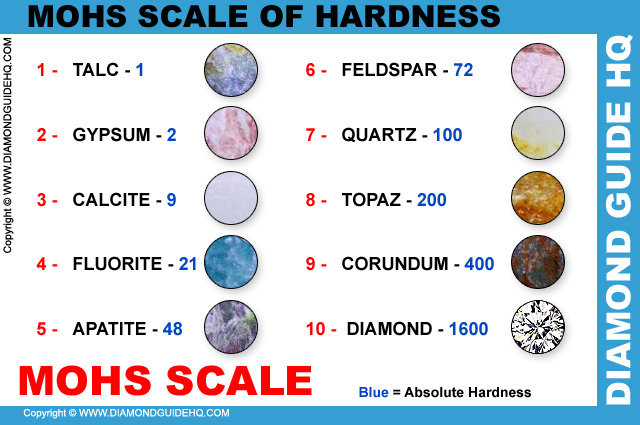 MOHS SCALE OF HARDNESS
1 - TALC - 1
2 - GYPSUM - 2
3 - CALCITE - 9
4 - FLUORITE - 21
5 - APATITE - 48
6 - FELDSPAR - 72
7 - QUARTZ - 100
8 - TOPAZ - 200
9 - CORUNDUM - 400
10 - DIAMOND - 1600
MOHS SCALE
Blue = Absolute Hardness
Copyright © WWW.DIAMONDGUIDEHQ.COM
Copyright © WWW.DIAMONDGUIDEHQ.COM
DIAMOND GUIDE HQ